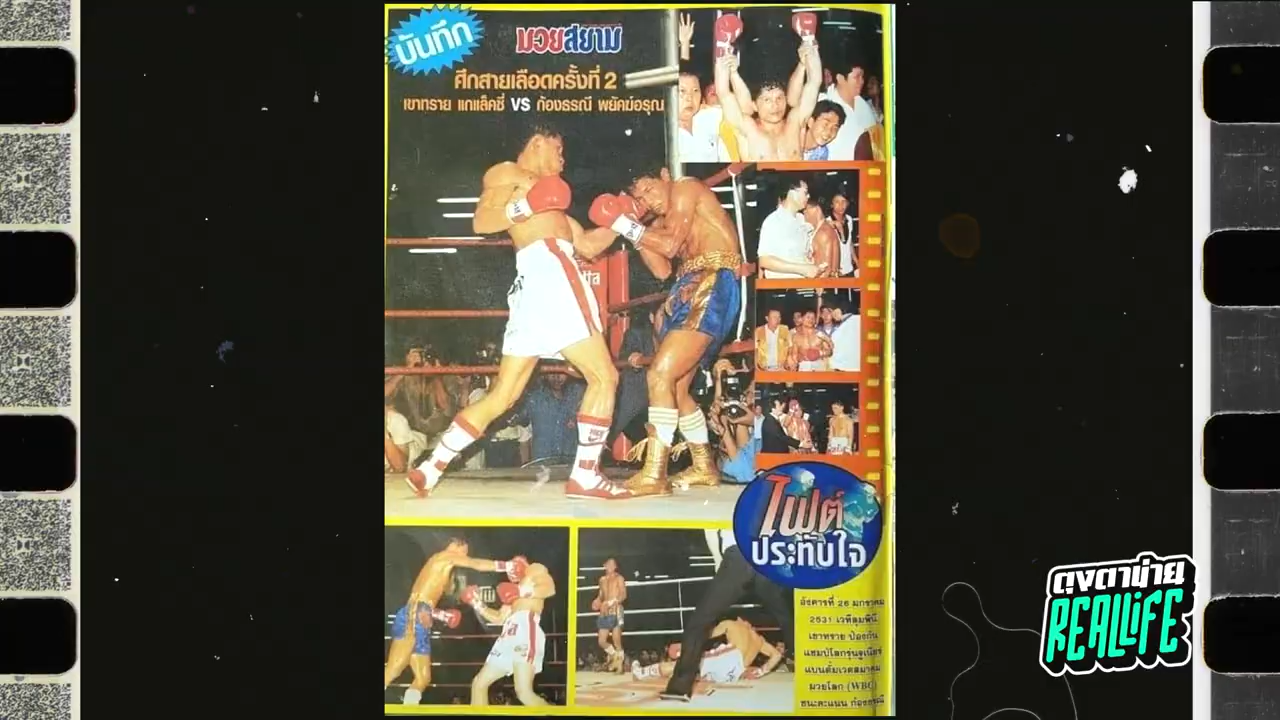 บันทึก
มวยสยาม
ศึกสายเลือดครั้งที่ 2
เขาทราย แกแล็คซี่ VS ก้องธรณี พยัคฆ์อรุณ
ไฟต์
ประทับใจ
อังคารที่ 26 มกราคม
2531 เวทีลุมพินี
เขาทราย ป้องกัน
แชมป์โลกรุ่นจูเนียร์
แบนตั้มเวตสมาคม
มวยโลก (WBC)
ชนะคะแนน ก้องธรณี
ตุงตาข่าย
REALLIFE